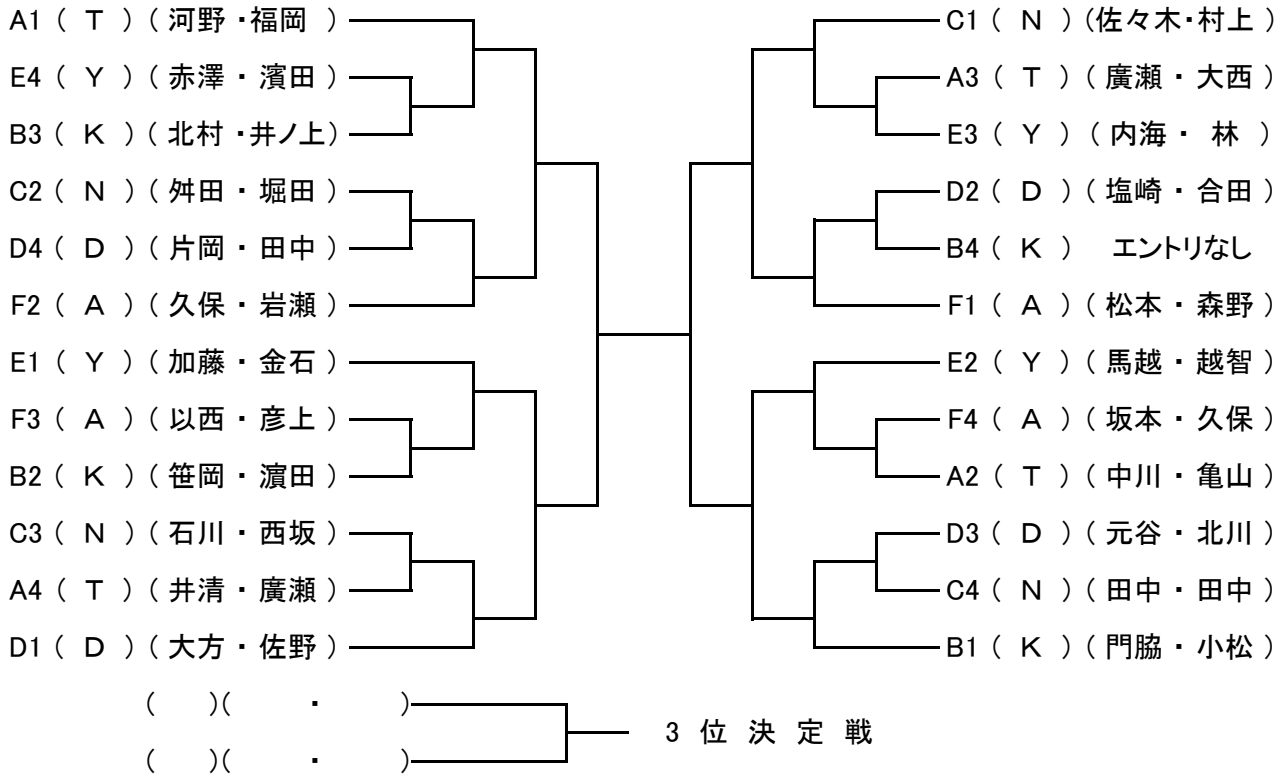 A1 ( T ) ( 河野・福岡 )
E4 ( Y ) ( 赤澤・濱田 )
B3 ( K ) ( 北村・井ノ上)
C2 ( N ) ( 舛田・堀田 )
D4 ( D ) ( 片岡・田中 )
F2 ( A ) ( 久保・岩瀬 )
E1 ( Y ) ( 加藤・金石 )
F3 ( A ) ( 以西・彦上 )
B2 ( K ) ( 笹岡・濵田 )
C3 ( N ) ( 石川・西坂 )
A4 ( T ) ( 井清・廣瀬 )
D1 ( D ) ( 大方・佐野 )
C1 ( N ) (佐々木・村上 )
A3 ( T ) ( 廣瀬・大西 )
E3 ( Y ) ( 内海・ 林 )
D2 ( D ) ( 塩崎・合田 )
B4 ( K ) エントリなし
F1 ( A ) ( 松本・森野 )
E2 ( Y ) ( 馬越・越智 )
F4 ( A ) ( 坂本・久保 )
A2 ( T ) ( 中川・亀山 )
D3 ( D ) ( 元谷・北川 )
C4 ( N ) ( 田中・田中 )
B1 ( K ) ( 門脇・小松 )
( )( ・ )
( )( ・ )
3 位 決 定 戦